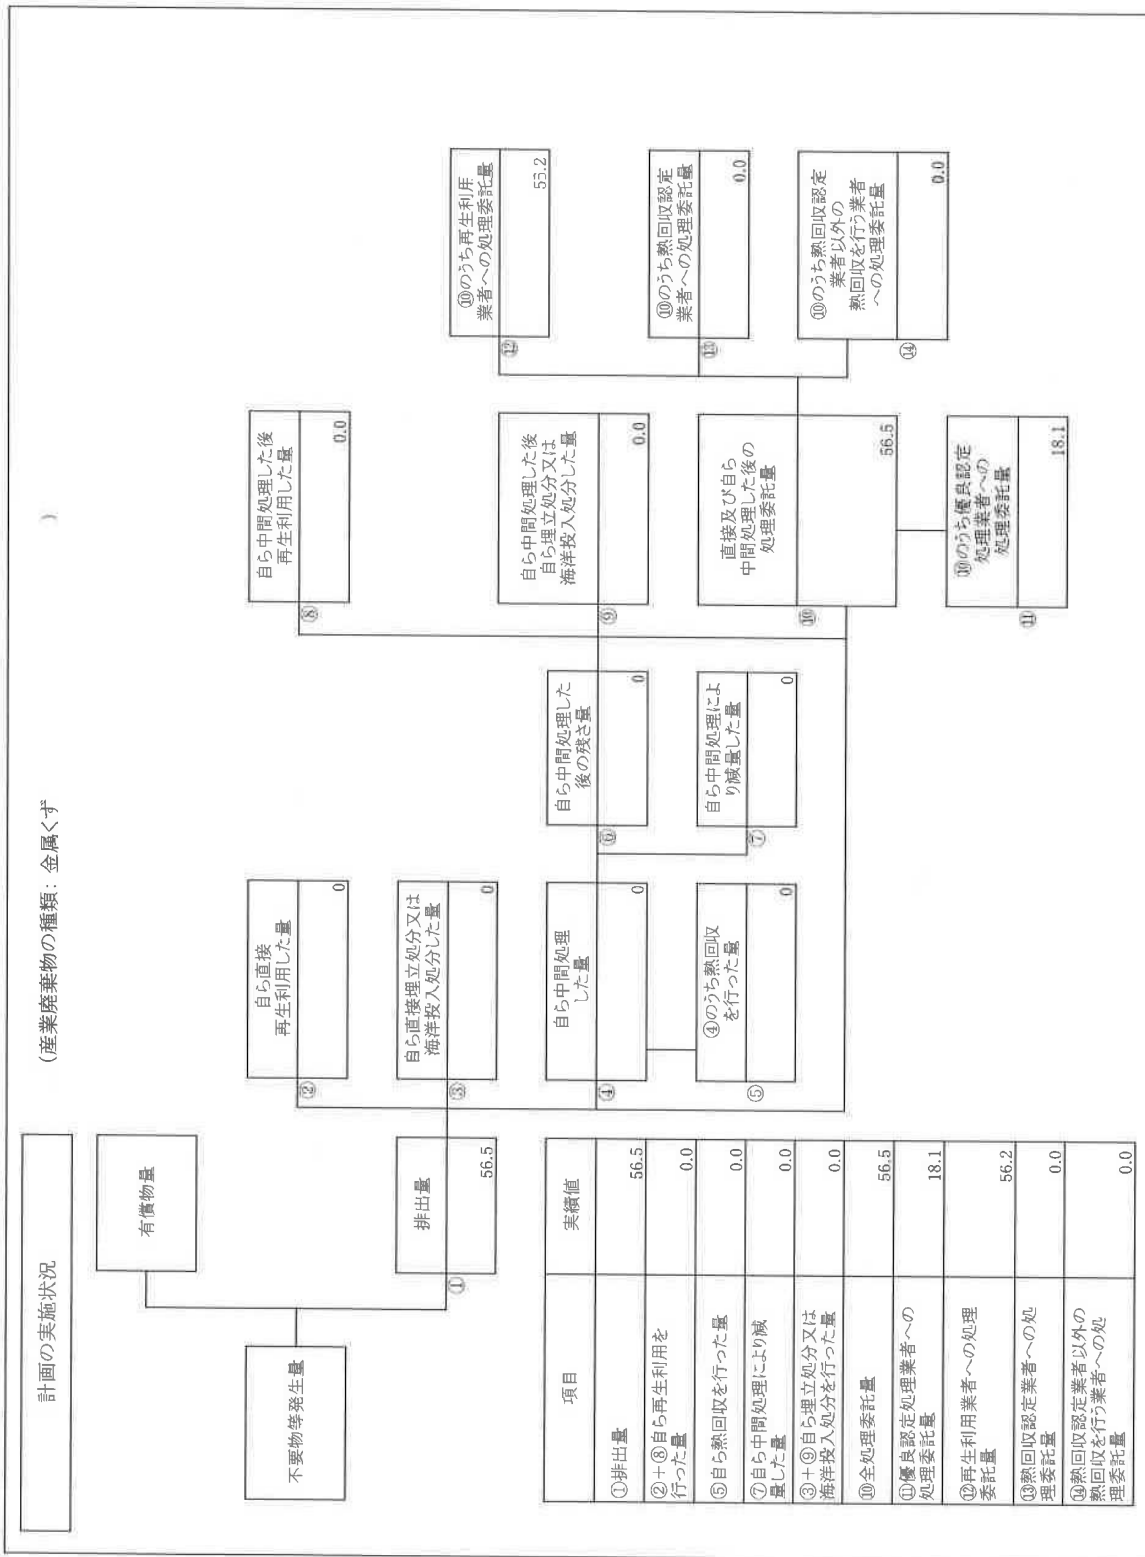 計画の実施状況
(産業廃棄物の種類: 金属くず
)
不要物等発生量
有償物量
①
排出量
56.5
②
自ら直接
再生利用した量
0
③
自ら直接埋立処分又は
海洋投入処分した量
0
④
自ら中間処理
した量
0
⑤
④のうち熱回収
を行った量
0
⑥
自ら中間処理した
後の残さ量
0
⑦
自ら中間処理によ
り減量した量
0
⑧
自ら中間処理した後
再生利用した量
0.0
⑨
自ら中間処理した後
自ら埋立処分又は
海洋投入処分した量
0.0
⑩
直接及び自ら
中間処理した後の
処理委託量
56.5
⑪
⑩のうち優良認定
処理業者への
処理委託量
18.1
⑫
⑩のうち再生利用
業者への処理委託量
⑬
⑩のうち熱回収認定
業者への処理委託量
0.0
⑭
⑩のうち熱回収認定
業者以外の
熱回収を行う業者
への処理委託量
0.0
項目 実績値
①排出量 56.5
②+⑧自ら再生利用を
行った量 0.0
⑤自ら熱回収を行った量 0.0
⑦自ら中間処理により減
量した量 0.0
③+⑨自ら埋立処分又は
海洋投入処分を行った量 0.0
⑩全処理委託量 56.5
⑪優良認定処理業者への
処理委託量 18.1
⑫再生利用業者への処理
委託量 56.2
⑬熱回収認定業者への処
理委託量 0.0
⑭熱回収認定業者以外の
熱回収を行う業者への処
理委託量 0.0